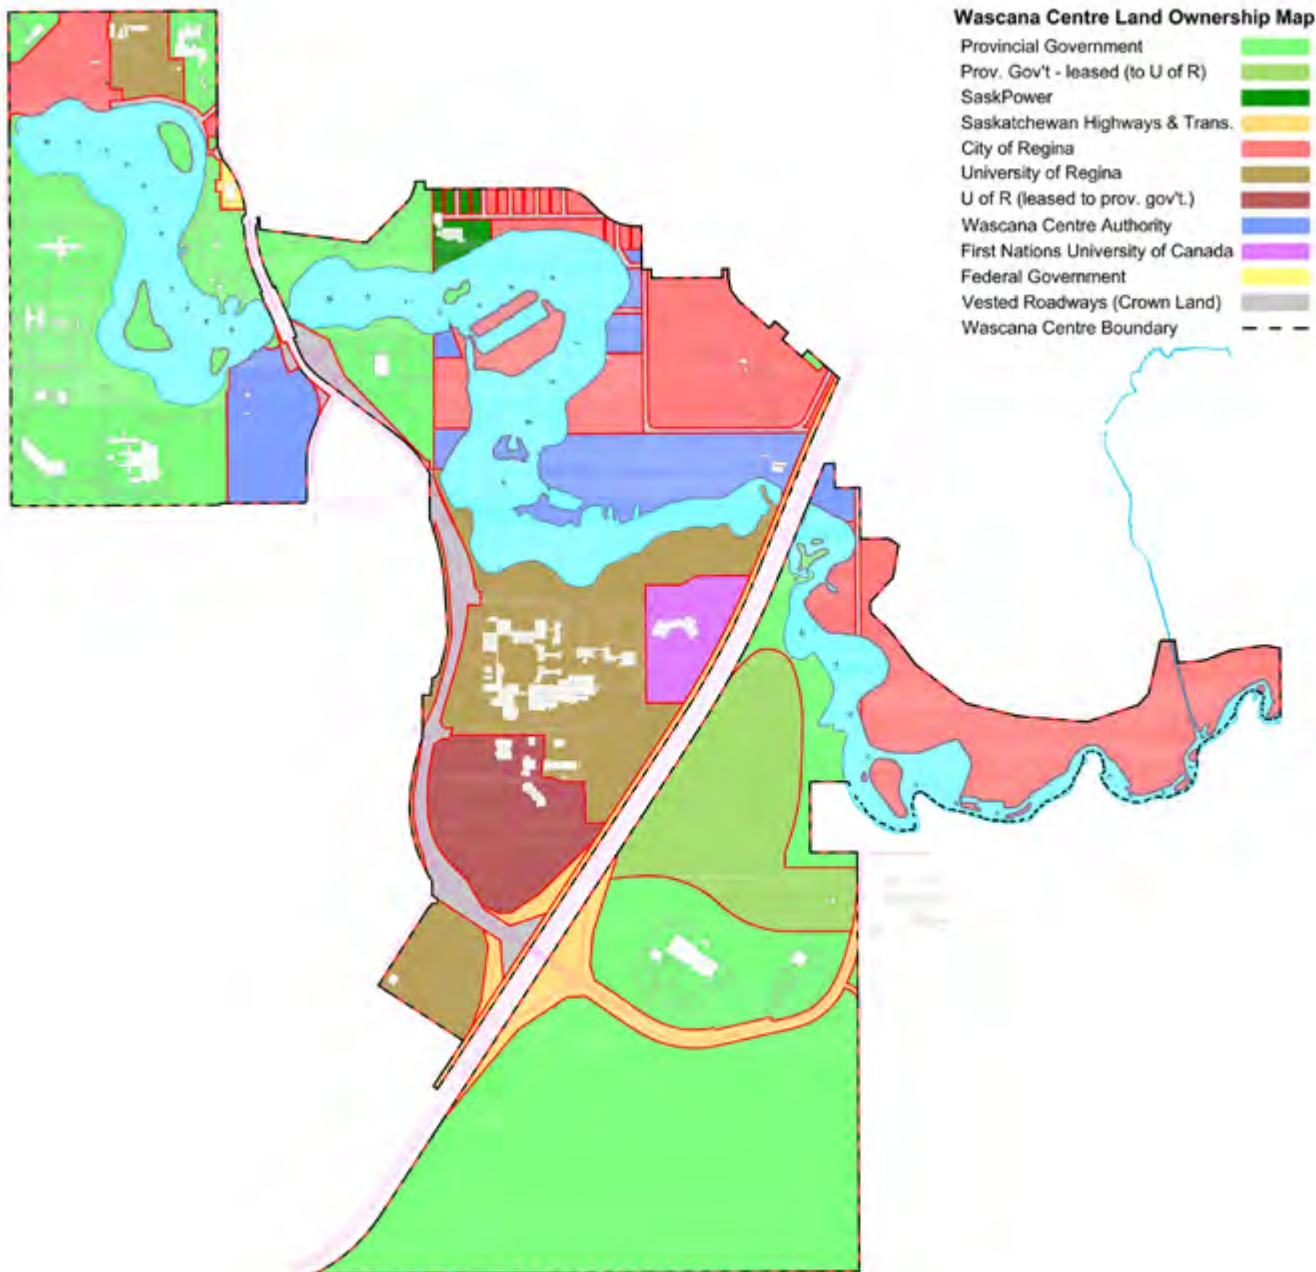 Wascana Centre Land Ownership Map
Provincial Government
Prov. Gov't - leased (to U of R)
SaskPower
Saskatchewan Highways & Trans.
City of Regina
University of Regina
U of R (leased to prov. gov't.)
Wascana Centre Authority
First Nations University of Canada
Federal Government
Vested Roadways (Crown Land)
Wascana Centre Boundary